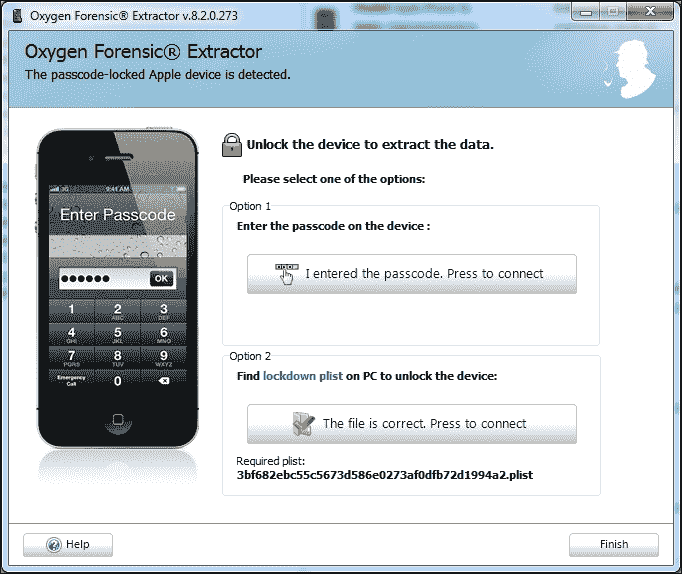 Oxygen Forensic® Extractor v.8.2.0.273
Oxygen Forensic® Extractor
The passcode-locked Apple device is detected.
Unlock the device to extract the data.
Please select one of the options:
Option 1
Enter the passcode on the device :
I entered the passcode. Press to connect
Option 2
Find lockdown plist on PC to unlock the device:
The file is correct. Press to connect
Required plist:
3bf682ebc55c5673d586e0273af0dfb72d1994a2.plist
3G 9:41 AM
Enter Passcode
●●●●●● OK
1 2 3
ABC DEF
4 5 6
GHI JKL MNO
7 8 9
PQRS TUV WXYZ
Emergency
Call 0
Help
Finish